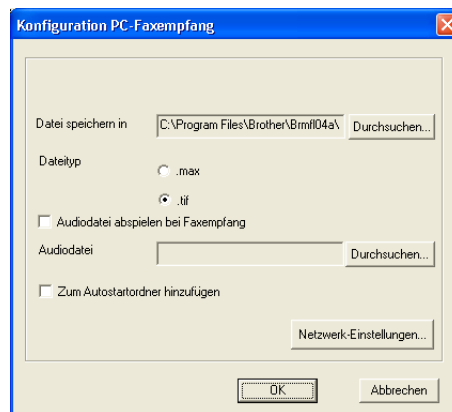 Konfiguration PC-Faxempfang
Datei speichern in C:\Program Files\Brother\Brmfl04a\ Durchsuchen...
Dateityp
.max
.tif
Audiodatei abspielen bei Faxempfang
Audiodatei Durchsuchen...
Zum Autostartordner hinzufügen
Netzwerk-Einstellungen...
OK Abbrechen